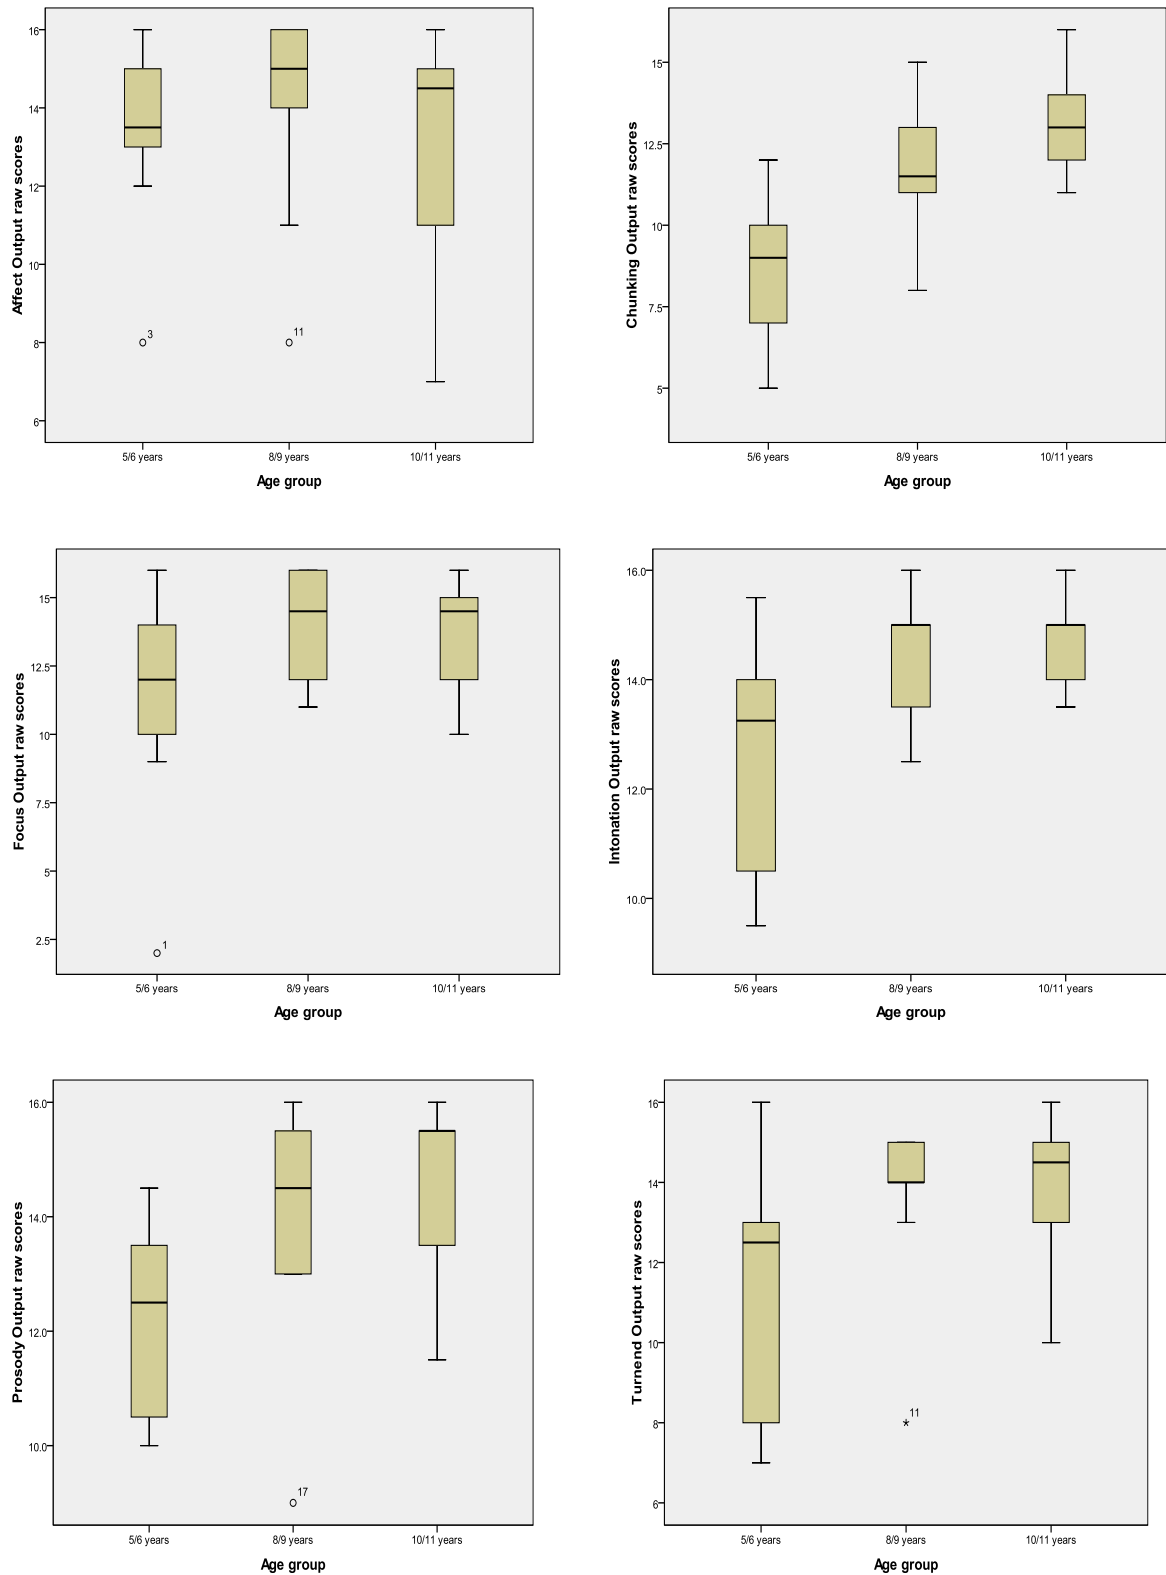 Affect Output raw scores
16
14
12
10
8
6
3
11
5/6 years 8/9 years 10/11 years
Age group
Chunking Output raw scores
15
12.5
10
7.5
5
5/6 years 8/9 years 10/11 years
Age group
Focus Output raw scores
15
12.5
10
7.5
5
2.5
1
5/6 years 8/9 years 10/11 years
Age group
Intonation Output raw scores
16.0
14.0
12.0
10.0
5/6 years 8/9 years 10/11 years
Age group
Prosody Output raw scores
16.0
14.0
12.0
10.0
17
5/6 years 8/9 years 10/11 years
Age group
Turnend Output raw scores
16
14
12
10
8
6
11
5/6 years 8/9 years 10/11 years
Age group